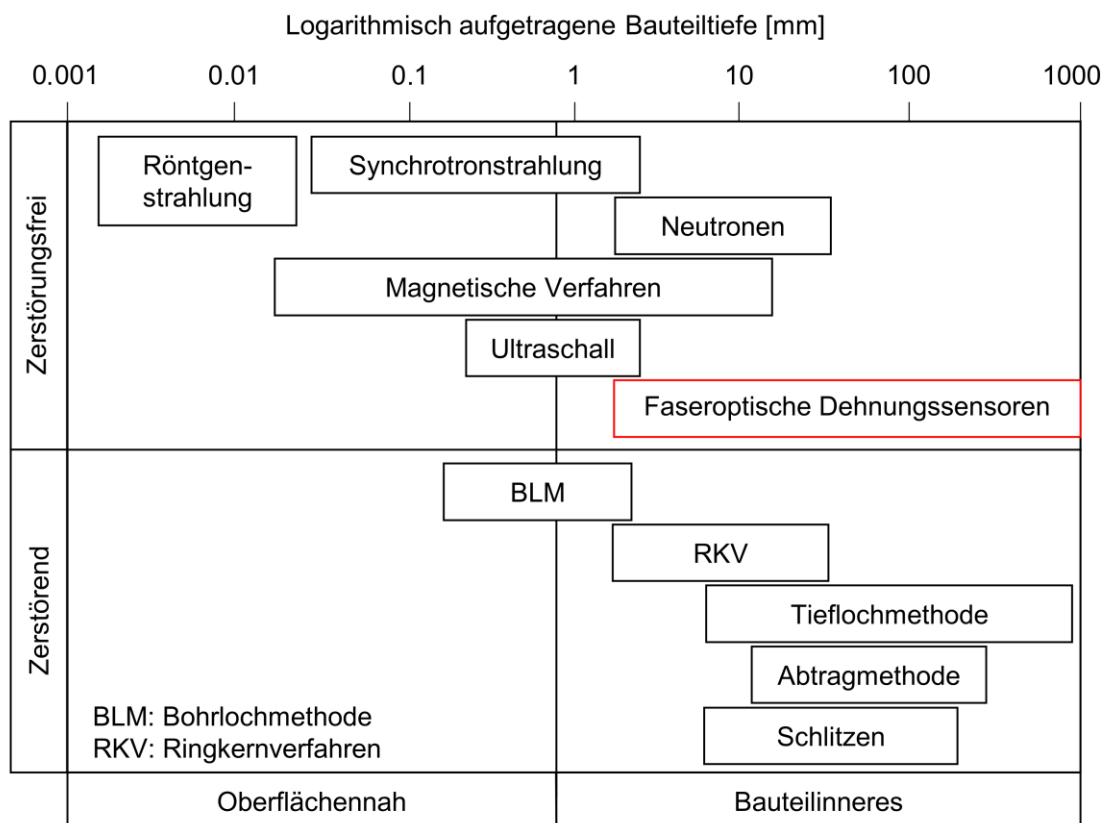 Logarithmisch aufgetragene Bauteiltiefe [mm]
0.001 0.01 0.1 1 10 100 1000
Zerstörungsfrei
Röntgen-
strahlung
Synchrotronstrahlung
Neutronen
Magnetische Verfahren
Ultraschall
Faseroptische Dehnungssensoren
Zerstörend
BLM
RKV
Tieflochmethode
Abtragmethode
Schlitzen
BLM: Bohrlochmethode
RKV: Ringkernverfahren
Oberflächennah Bauteilinneres